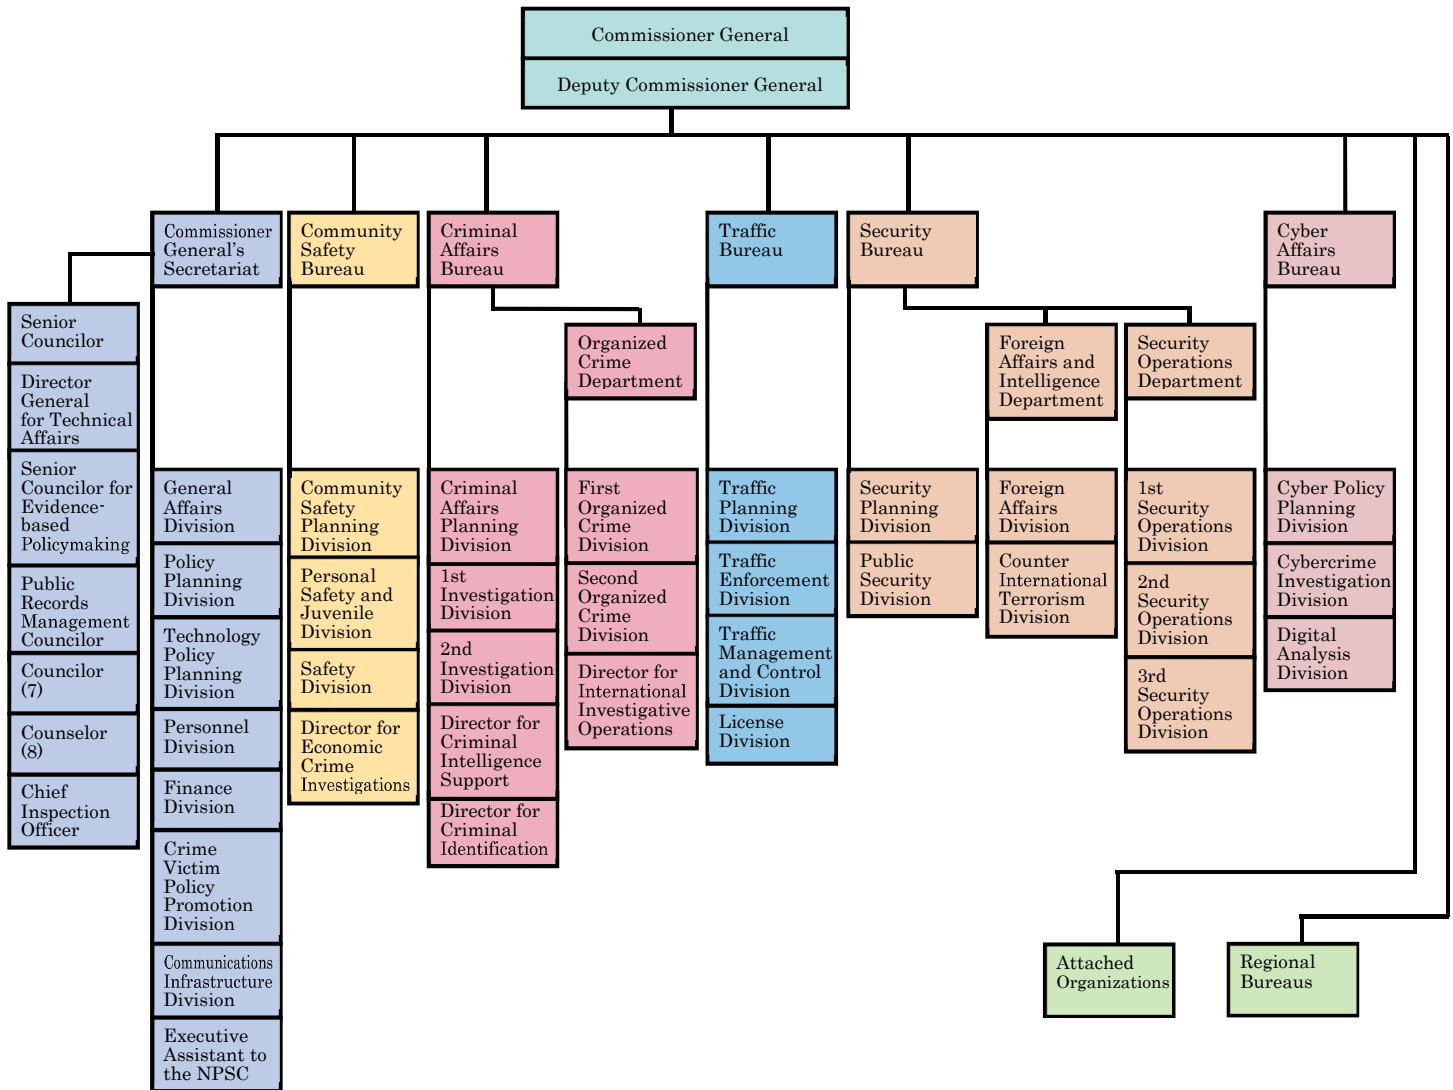 Commissioner General
Deputy Commissioner General
Commissioner
General's
Secretariat
Community
Safety
Bureau
Criminal
Affairs
Bureau
Traffic
Bureau
Security
Bureau
Cyber
Affairs
Bureau
Senior
Councilor
Director
General
for Technical
Affairs
Senior
Councilor for
Evidence-
based
Policymaking
Public
Records
Management
Councilor
Councilor
(7)
Counselor
(8)
Chief
Inspection
Officer
Organized
Crime
Department
Foreign
Affairs and
Intelligence
Department
Security
Operations
Department
General
Affairs
Division
Policy
Planning
Division
Technology
Policy
Planning
Division
Personnel
Division
Finance
Division
Crime
Victim
Policy
Promotion
Division
Communications
Infrastructure
Division
Executive
Assistant to
the NPSC
Community
Safety
Planning
Division
Personal
Safety and
Juvenile
Division
Safety
Division
Director for
Economic
Crime
Investigations
Criminal
Affairs
Planning
Division
1st
Investigation
Division
2nd
Investigation
Division
Director for
Criminal
Intelligence
Support
Director for
Criminal
Identification
First
Organized
Crime
Division
Second
Organized
Crime
Division
Director for
International
Investigative
Operations
Traffic
Planning
Division
Traffic
Enforcement
Division
Traffic
Management
and Control
Division
License
Division
Security
Planning
Division
Public
Security
Division
Foreign
Affairs
Division
Counter
International
Terrorism
Division
1st
Security
Operations
Division
2nd
Security
Operations
Division
3rd
Security
Operations
Division
Cyber Policy
Planning
Division
Cybercrime
Investigation
Division
Digital
Analysis
Division
Attached
Organizations
Regional
Bureaus